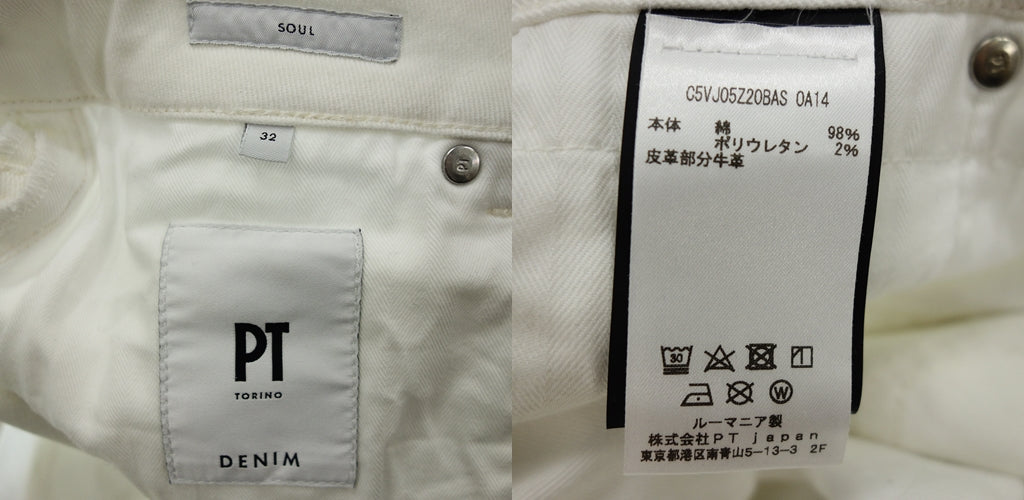 SOUL
32
PT
TORINO
DENIM
C5VJ05Z20BAS 0A14
本体 綿 98%
ポリウレタン 2%
皮革部分牛革
30
W
ルーマニア製
株式会社PT japan
東京都港区南青山5-13-3 2F